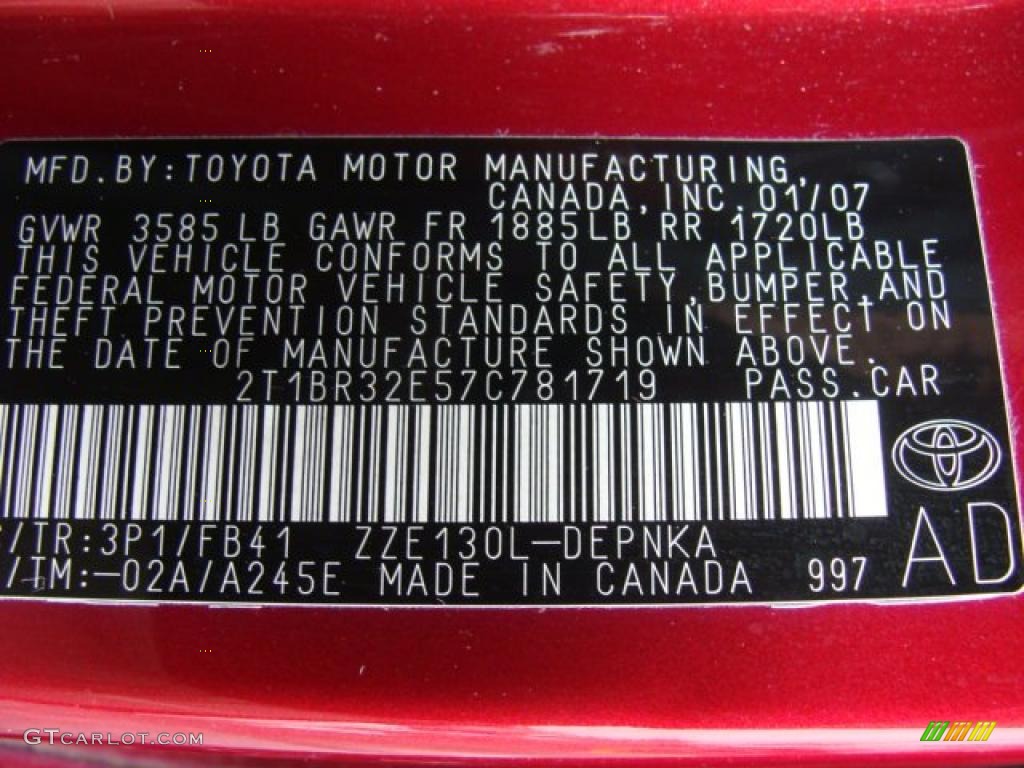 MFD.BY:TOYOTA MOTOR MANUFACTURING,
CANADA,INC. 01/07
GVWR 3585LB GAWR FR 1885LB RR 1720LB
THIS VEHICLE CONFORMS TO ALL APPLICABLE
FEDERAL MOTOR VEHICLE SAFETY,BUMPER,AND
THEFT PREVENTION STANDARDS IN EFFECT ON
THE DATE OF MANUFACTURE SHOWN ABOVE.
2T1BR32E57C781719 PASS.CAR
/TR:3P1/FB41 ZZE130L-DEPNKA
/TM:-02A/A245E MADE IN CANADA 997 AD
GTCARLOT.COM